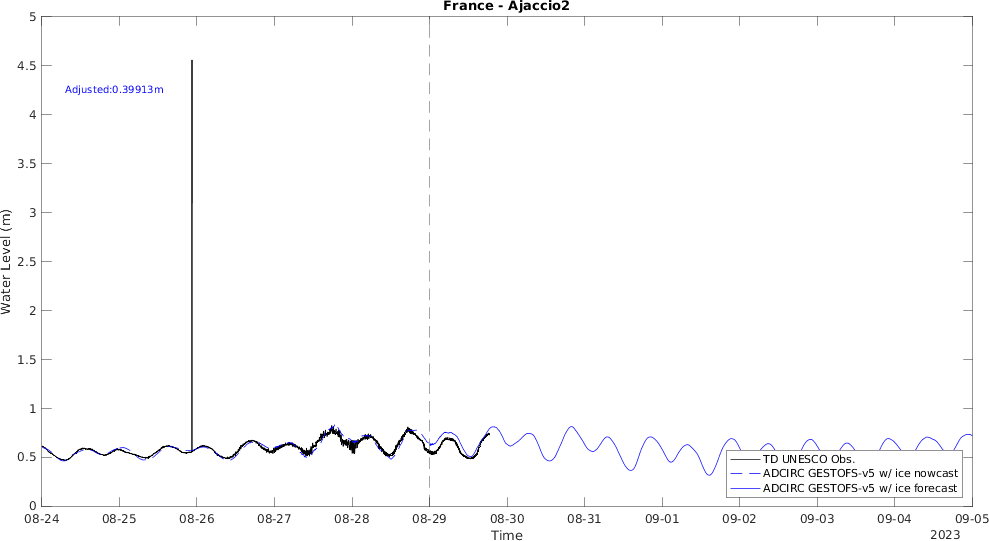 France - Ajaccio2
Adjusted:0.39913m
Water Level (m)
5
4.5
4
3.5
3
2.5
2
1.5
1
0.5
0
08-24 08-25 08-26 08-27 08-28 08-29 08-30 08-31 09-01 09-02 09-03 09-04 09-05
Time
2023
TD UNESCO Obs.
ADCIRC GESTOFS-v5 w/ ice nowcast
ADCIRC GESTOFS-v5 w/ ice forecast